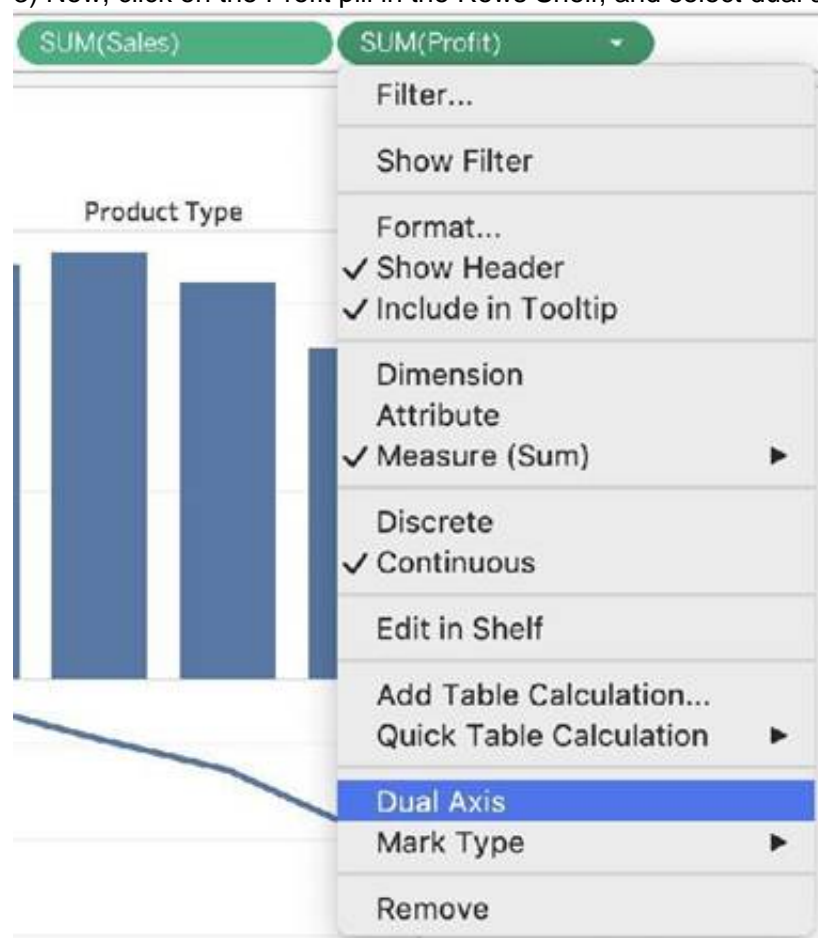 SUM(Sales) SUM(Profit)
Filter...
Show Filter
Product Type
Format...
Show Header
Include in Tooltip
Dimension
Attribute
Measure (Sum)
Discrete
Continuous
Edit in Shelf
Add Table Calculation...
Quick Table Calculation
Dual Axis
Mark Type
Remove